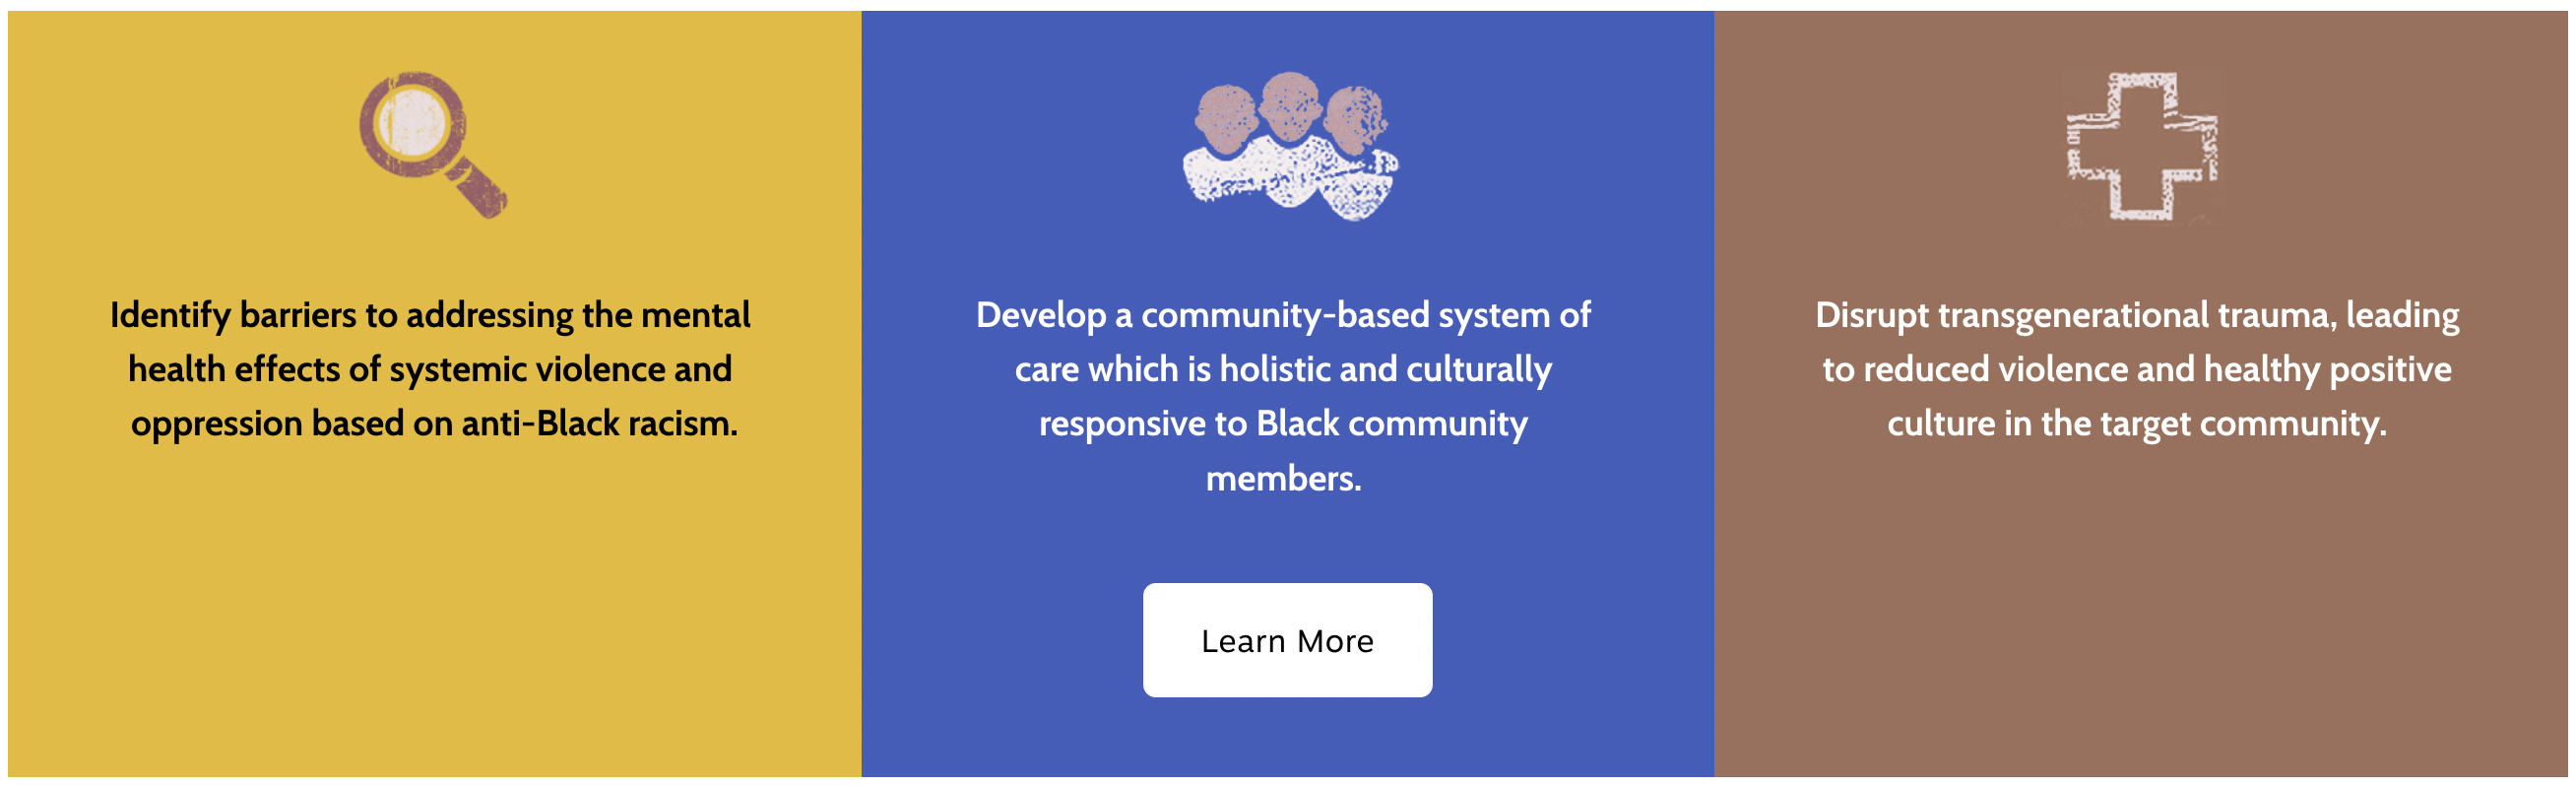 Identify barriers to addressing the mental
health effects of systemic violence and
oppression based on anti-Black racism.
Develop a community-based system of
care which is holistic and culturally
responsive to Black community
members.
Learn More
Disrupt transgenerational trauma, leading
to reduced violence and healthy positive
culture in the target community.